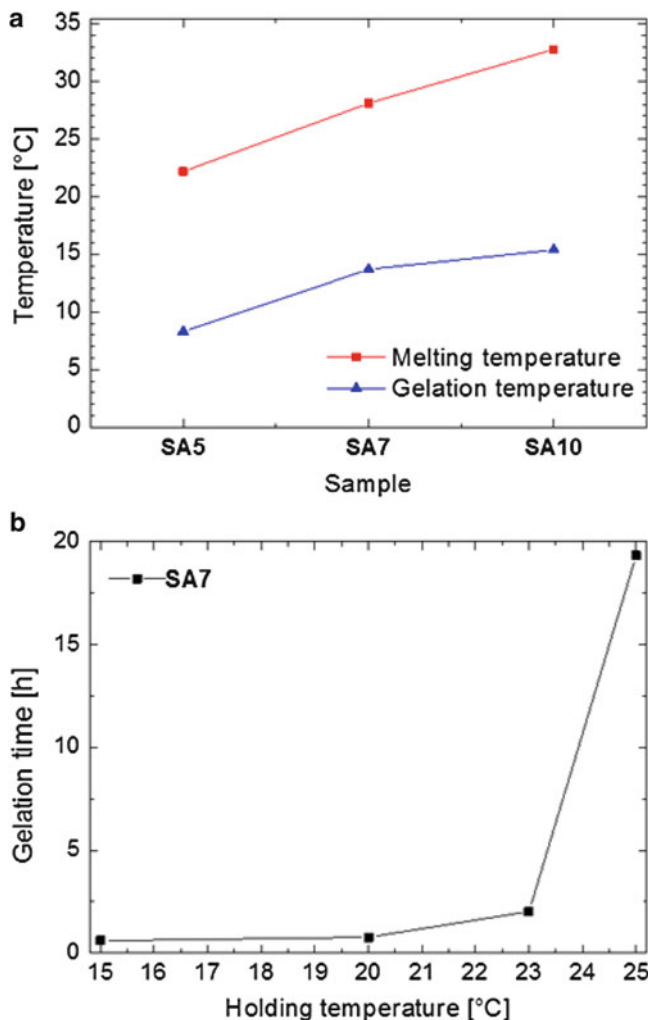 a
35
30
25
20
15
10
5
0
Temperature [°C]
Melting temperature
Gelation temperature
SA5 SA7 SA10
Sample
b
20
15
10
5
0
Gelation time [h]
SA7
15 16 17 18 19 20 21 22 23 24 25
Holding temperature [°C]